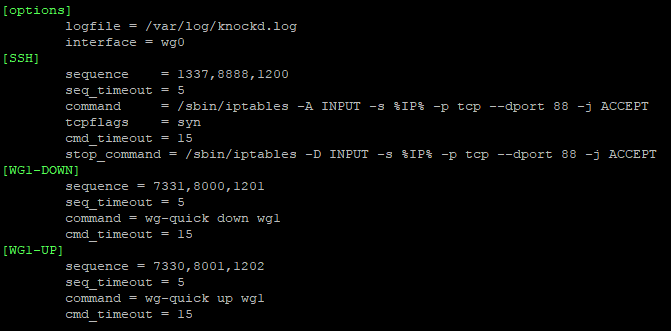 [options]
logfile = /var/log/knockd.log
interface = wg0
[SSH]
sequence = 1337,8888,1200
seq_timeout = 5
command = /sbin/iptables -A INPUT -s %IP% -p tcp --dport 88 -j ACCEPT
tcpflags = syn
cmd_timeout = 15
stop_command = /sbin/iptables -D INPUT -s %IP% -p tcp --dport 88 -j ACCEPT
[WG1-DOWN]
sequence = 7331,8000,1201
seq_timeout = 5
command = wg-quick down wg1
cmd_timeout = 15
[WG1-UP]
sequence = 7330,8001,1202
seq_timeout = 5
command = wg-quick up wg1
cmd_timeout = 15